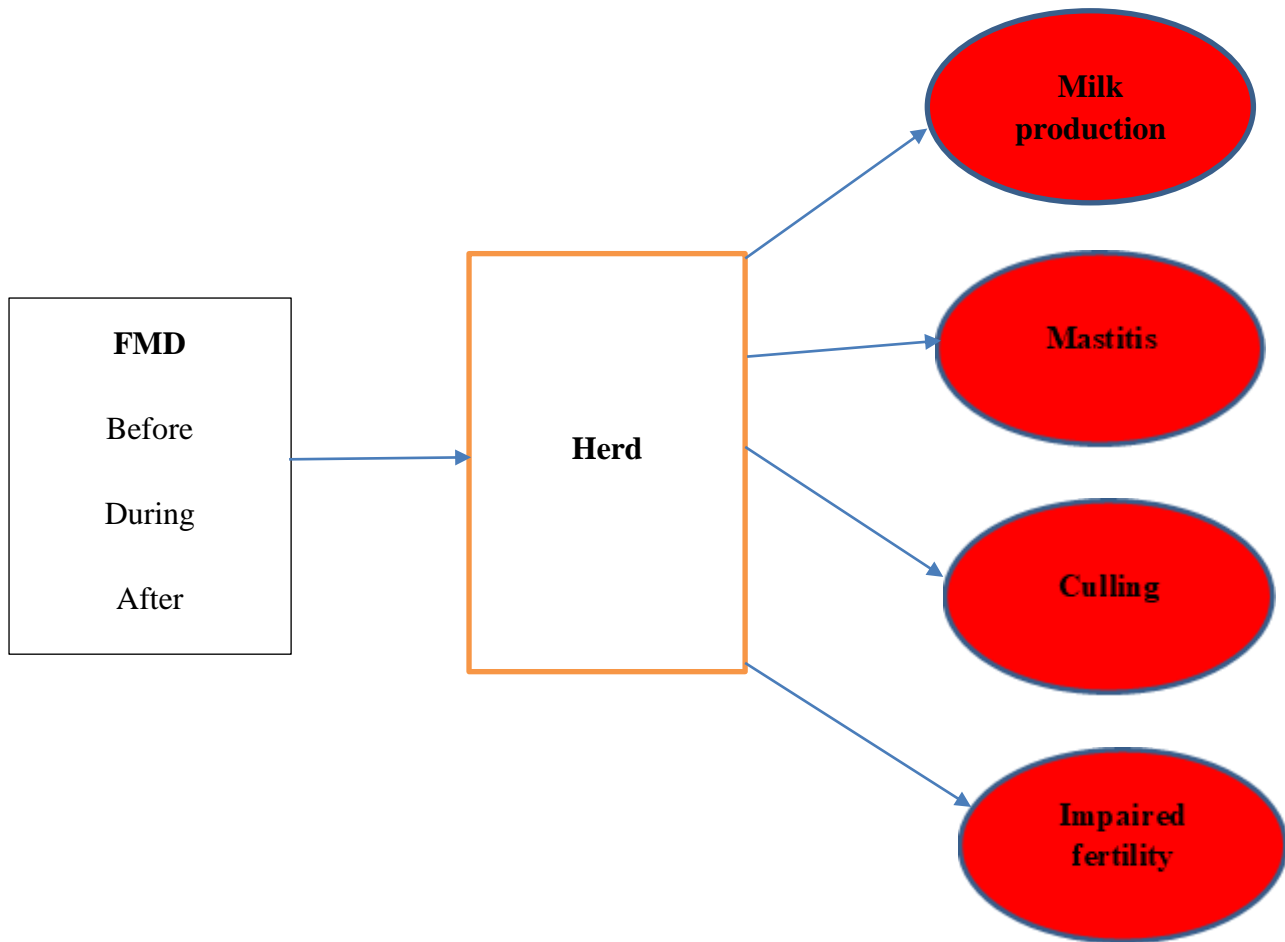 FMD
Before
During
After
Herd
Milk
production
Mastitis
Culling
Impaired
fertility